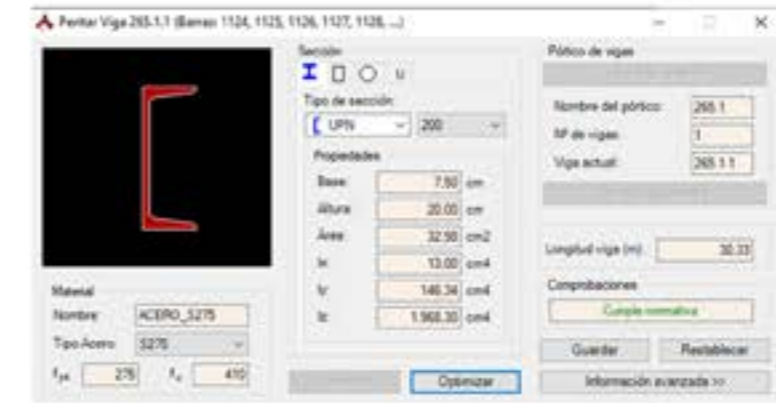 Peritar Viga 265.1.1 (Barras: 1124, 1125, 1126, 1127, 1128, ...)
Sección
U
Tipo de sección:
UPN 200
Propiedades
Base: 7.50 cm
Altura: 20.00 cm
Área: 32.90 cm2
Ix: 13.00 cm4
Iy: 146.34 cm4
Iz: 1.968.30 cm4
Optimizar
Material
Nombre: ACERO_S275
Tipo Acero: S275
fyk 275 fu 410
Pórtico de vigas
Nombre del pórtico: 265.1
Nº de vigas: 1
Viga actual: 265.1.1
Longitud viga (m): 30.33
Comprobaciones
Cumple normativa
Guardar Restablecer
Información avanzada >>